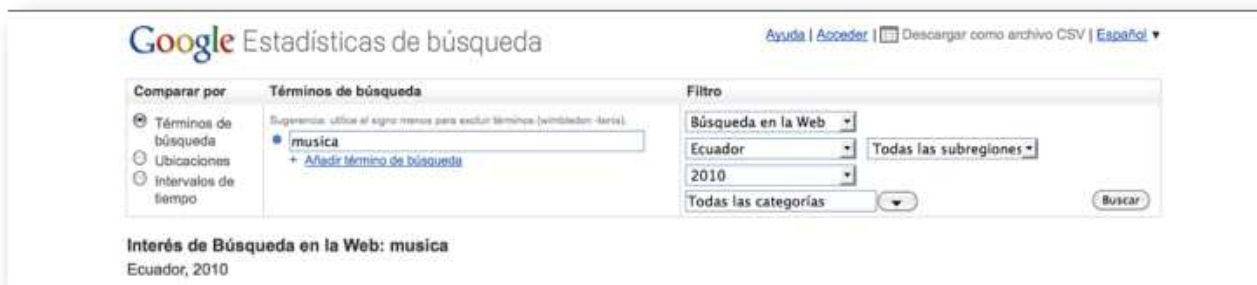 Google Estadísticas de búsqueda
Ayuda | Acceder | Descargar como archivo CSV | Español ▼
Comparar por
Términos de búsqueda
Filtro
Términos de
búsqueda
Ubicaciones
Intervalos de
tiempo
Sugerencia: utilice el signo menos para excluir términos (wimbledon -tenis).
musica
+ Añadir término de búsqueda
Búsqueda en la Web
Ecuador
Todas las subregiones
2010
Todas las categorías
Buscar
Interés de Búsqueda en la Web: musica
Ecuador, 2010